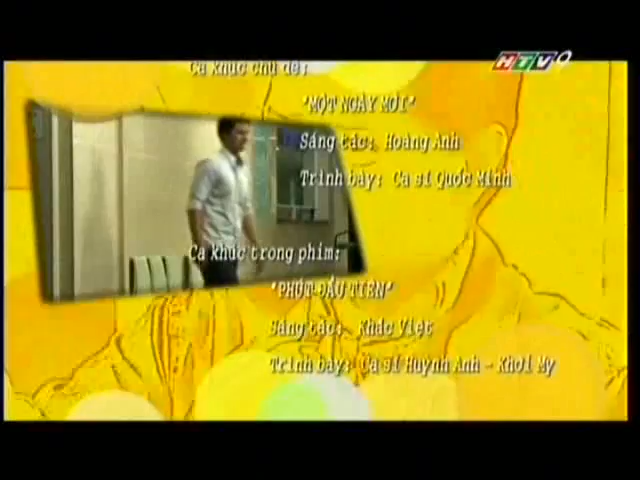 HTV9
Ca khúc chủ đề:
"MỘT NGÀY MỚI"
Sáng tác: Hoàng Anh
Trình bày: Ca sĩ Quốc Minh
Ca khúc trong phim:
"PHÚT ĐẦU TIÊN"
Sáng tác: Khắc Việt
Trình bày: Ca sĩ Huỳnh Anh - Khởi My